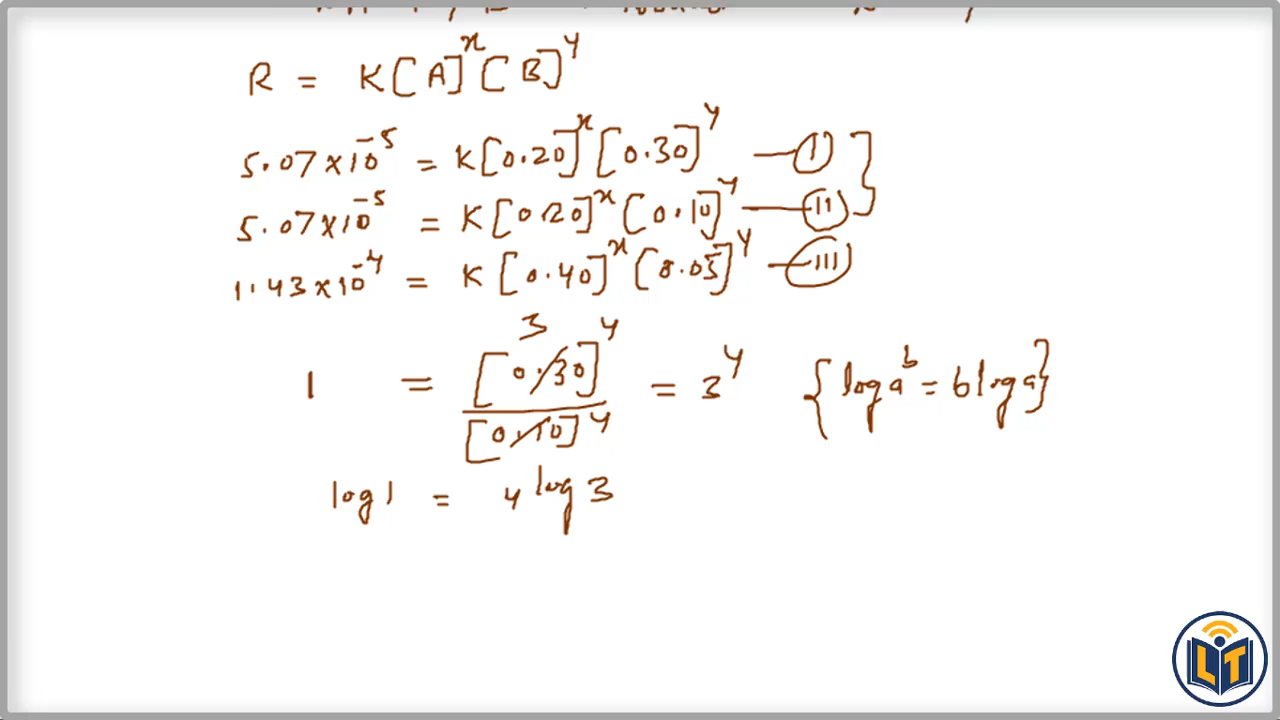 R = K[A]^x [B]^y
5.07×10^-5 = K[0.20]^x [0.30]^y — I
5.07×10^-5 = K[0.20]^x [0.10]^y — II
1.43×10^-4 = K[0.40]^x [0.05]^y — III
1 = [0.30]^y / [0.10]^y = 3^y {log a^b = b log a}
3
log 1 = y log 3
LT